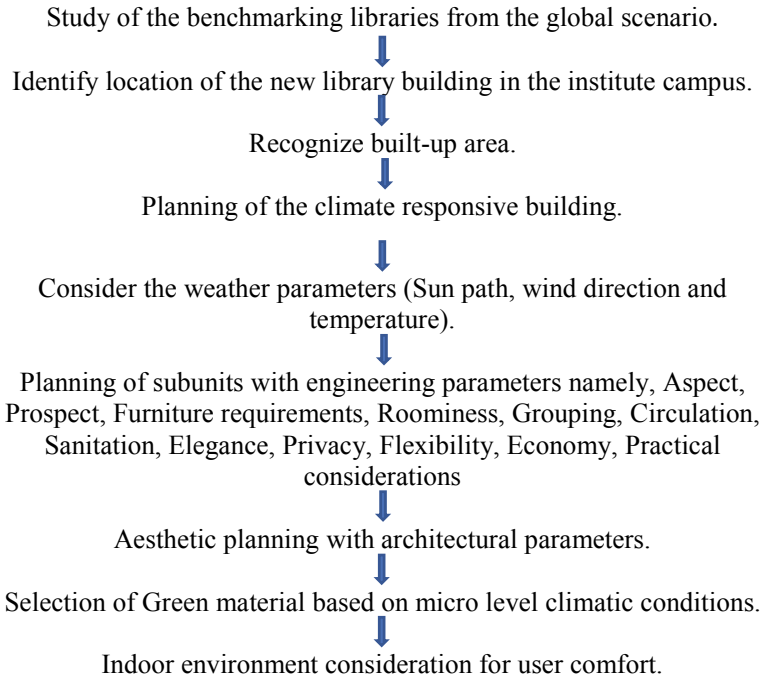 Study of the benchmarking libraries from the global scenario.
Identify location of the new library building in the institute campus.
Recognize built-up area.
Planning of the climate responsive building.
Consider the weather parameters (Sun path, wind direction and
temperature).
Planning of subunits with engineering parameters namely, Aspect,
Prospect, Furniture requirements, Roominess, Grouping, Circulation,
Sanitation, Elegance, Privacy, Flexibility, Economy, Practical
considerations
Aesthetic planning with architectural parameters.
Selection of Green material based on micro level climatic conditions.
Indoor environment consideration for user comfort.